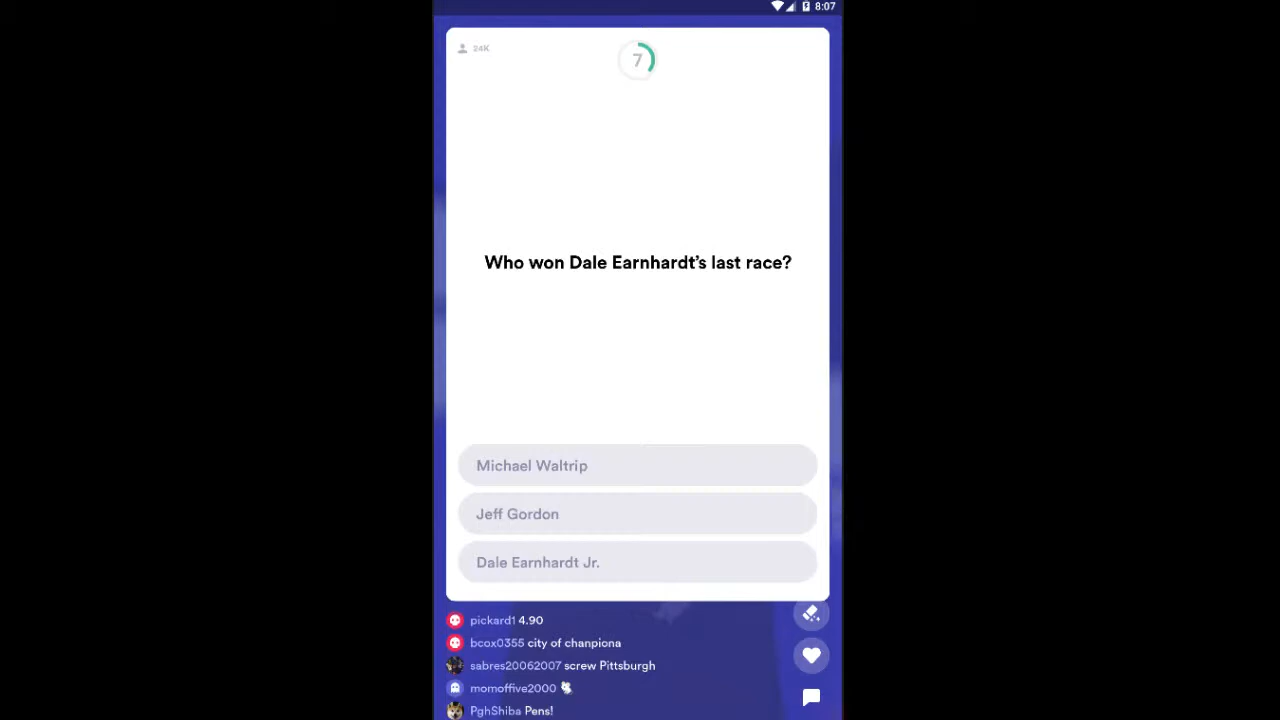 8:07
24K
7
Who won Dale Earnhardt's last race?
Michael Waltrip
Jeff Gordon
Dale Earnhardt Jr.
pickard1 4.90
bcox0355 city of chanpiona
sabres20062007 screw Pittsburgh
momoffive2000
PghShiba Pens!